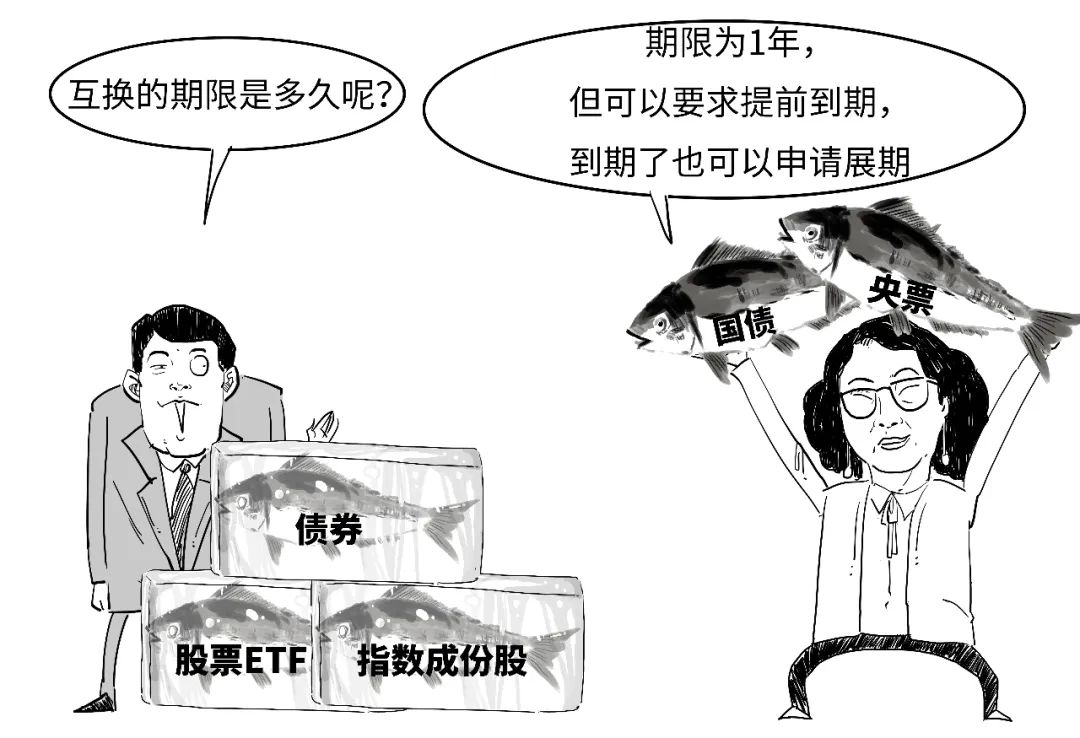 互换的期限是多久呢？
期限为1年，
但可以要求提前到期，
到期了也可以申请展期
国债
央票
债券
股票ETF
指数成份股